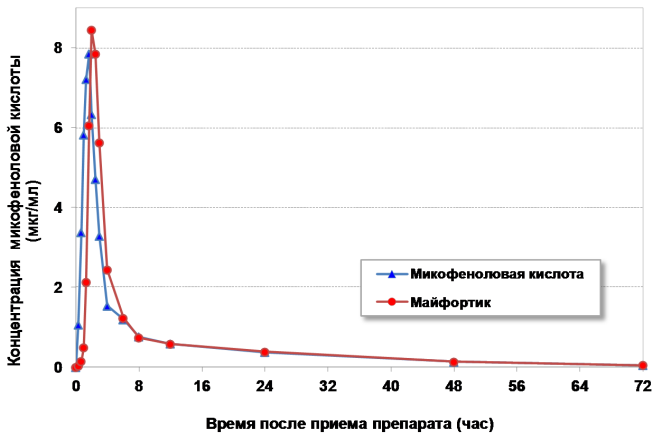 Концентрация микофеноловой кислоты
(мкг/мл)
8
6
4
2
0
Микофеноловая кислота
Майфортик
0 8 16 24 32 40 48 56 64 72
Время после приема препарата (час)